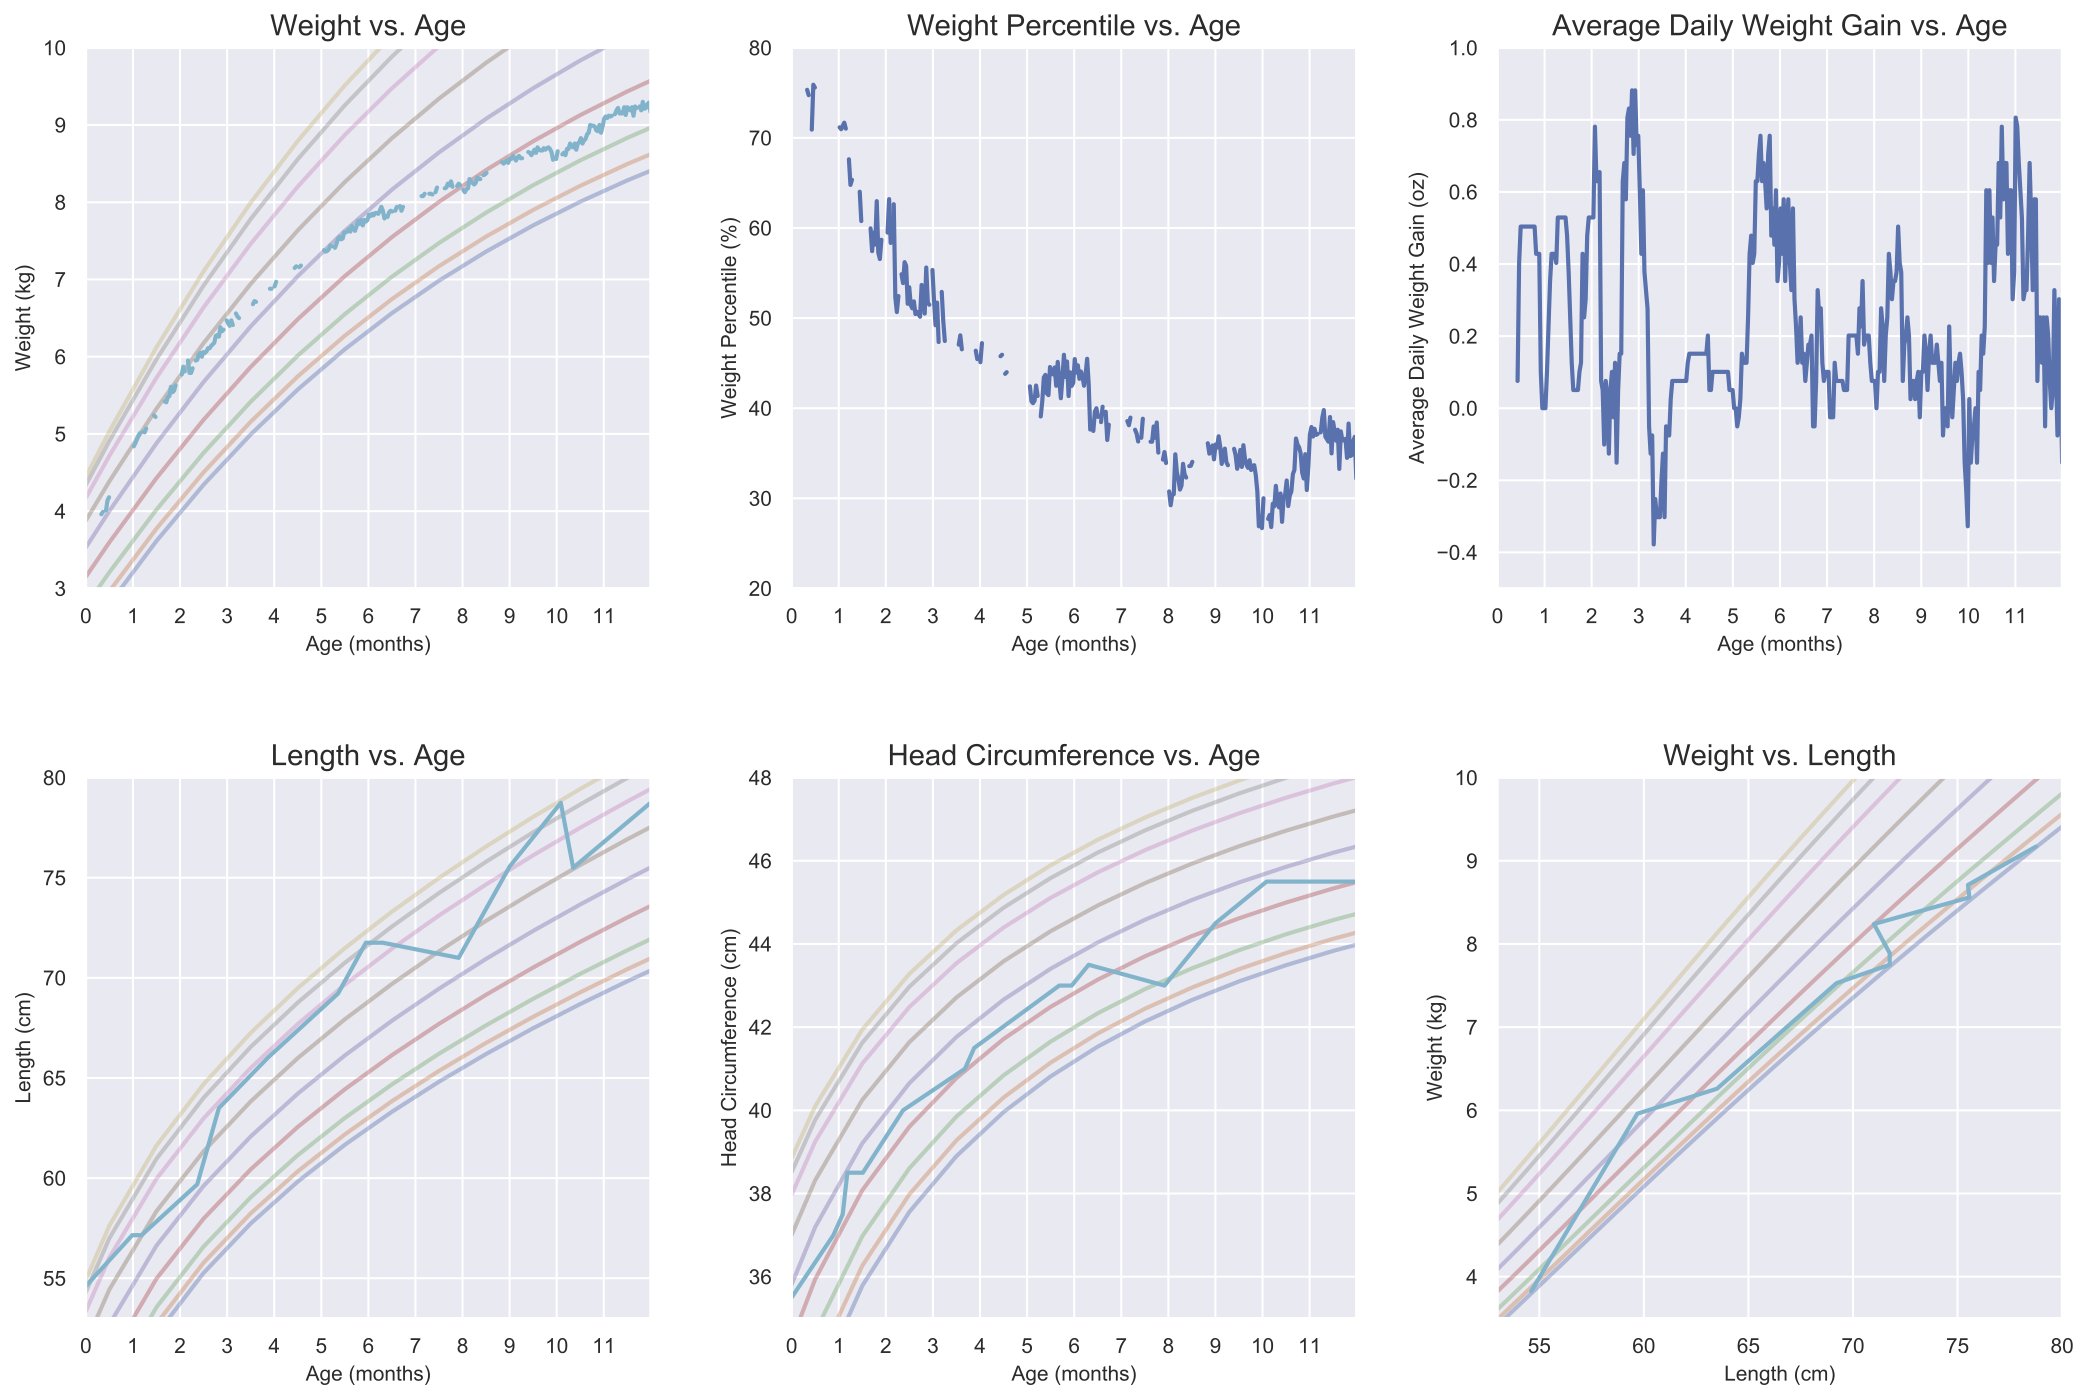 Weight vs. Age
10
9
8
7
6
5
4
3
Weight (kg)
0 1 2 3 4 5 6 7 8 9 10 11
Age (months)
Weight Percentile vs. Age
80
70
60
50
40
30
20
Weight Percentile (%)
0 1 2 3 4 5 6 7 8 9 10 11
Age (months)
Average Daily Weight Gain vs. Age
1.0
0.8
0.6
0.4
0.2
0.0
−0.2
−0.4
Average Daily Weight Gain (oz)
0 1 2 3 4 5 6 7 8 9 10 11
Age (months)
Length vs. Age
80
75
70
65
60
55
Length (cm)
0 1 2 3 4 5 6 7 8 9 10 11
Age (months)
Head Circumference vs. Age
48
46
44
42
40
38
36
Head Circumference (cm)
0 1 2 3 4 5 6 7 8 9 10 11
Age (months)
Weight vs. Length
10
9
8
7
6
5
4
Weight (kg)
55 60 65 70 75 80
Length (cm)